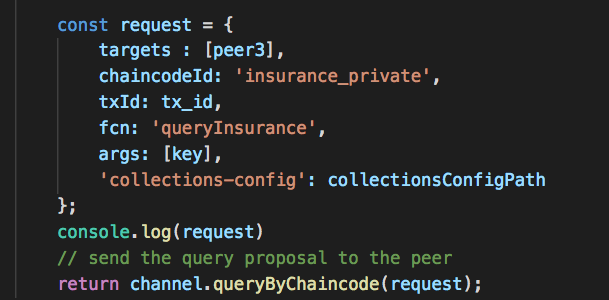 const request = {
    targets : [peer3],
    chaincodeId: 'insurance_private',
    txId: tx_id,
    fcn: 'queryInsurance',
    args: [key],
    'collections-config': collectionsConfigPath
};
console.log(request)
// send the query proposal to the peer
return channel.queryByChaincode(request);